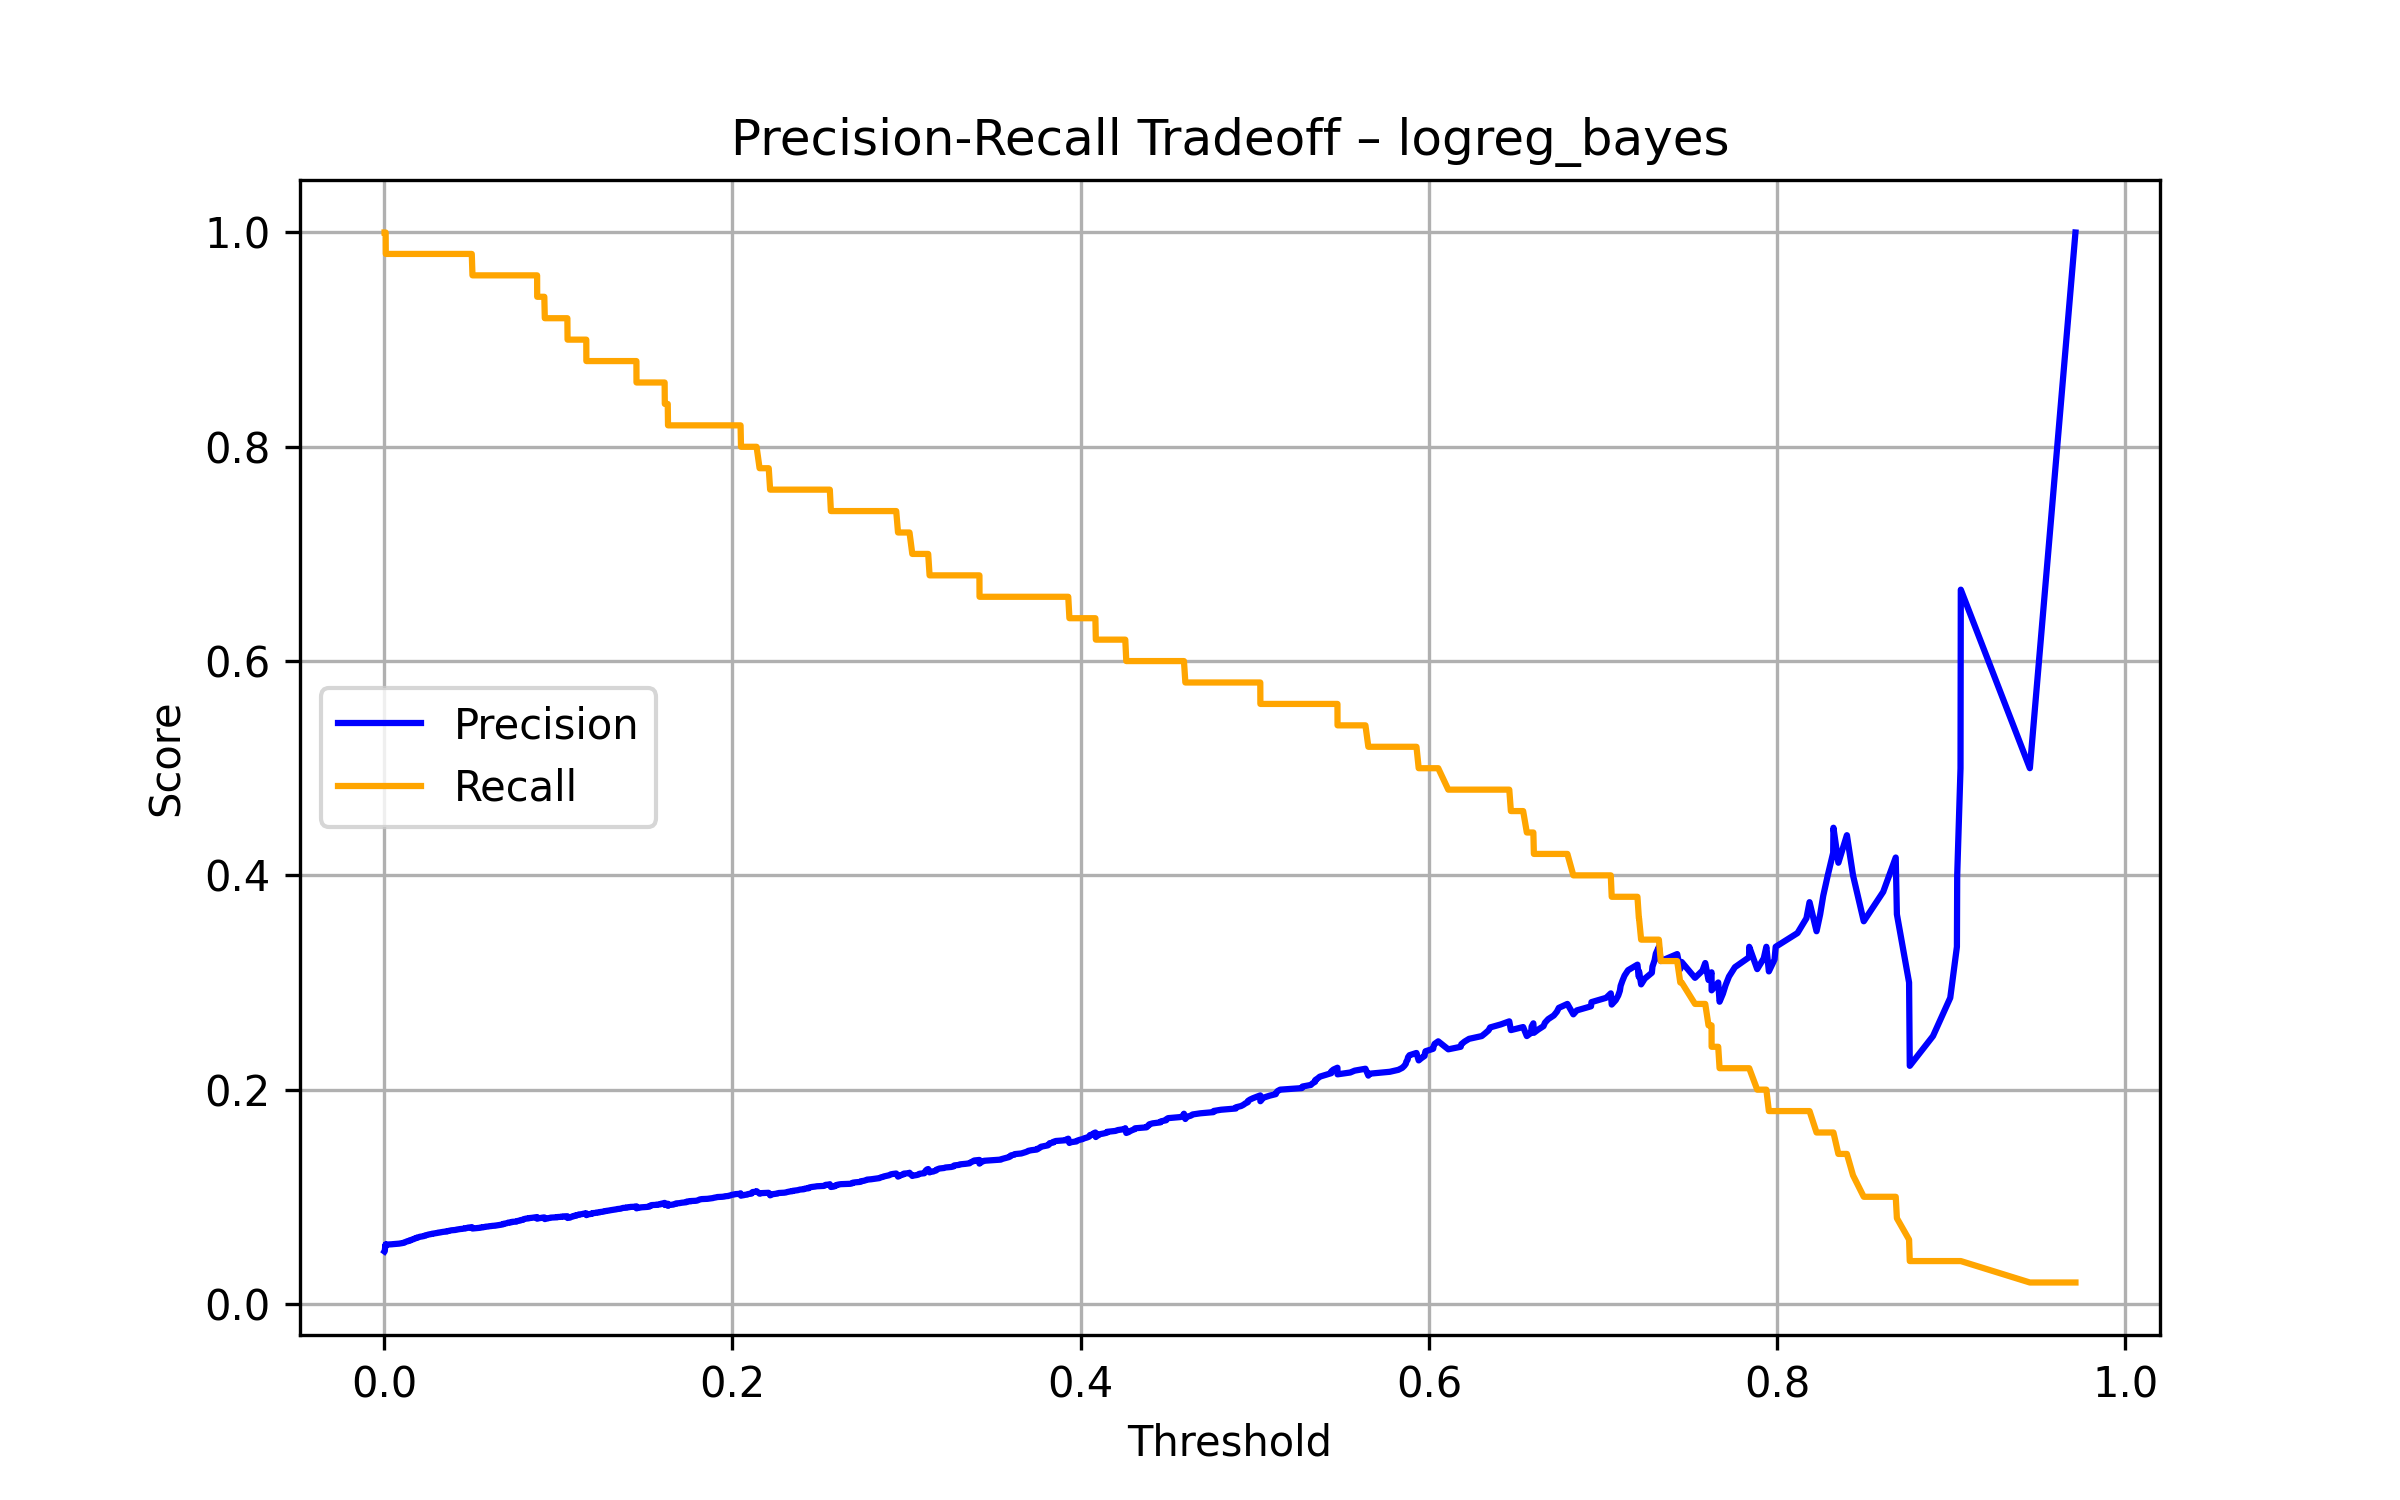 Precision-Recall Tradeoff – logreg_bayes
1.0
0.8
0.6
0.4
0.2
0.0
Score
Precision
Recall
0.0 0.2 0.4 0.6 0.8 1.0
Threshold